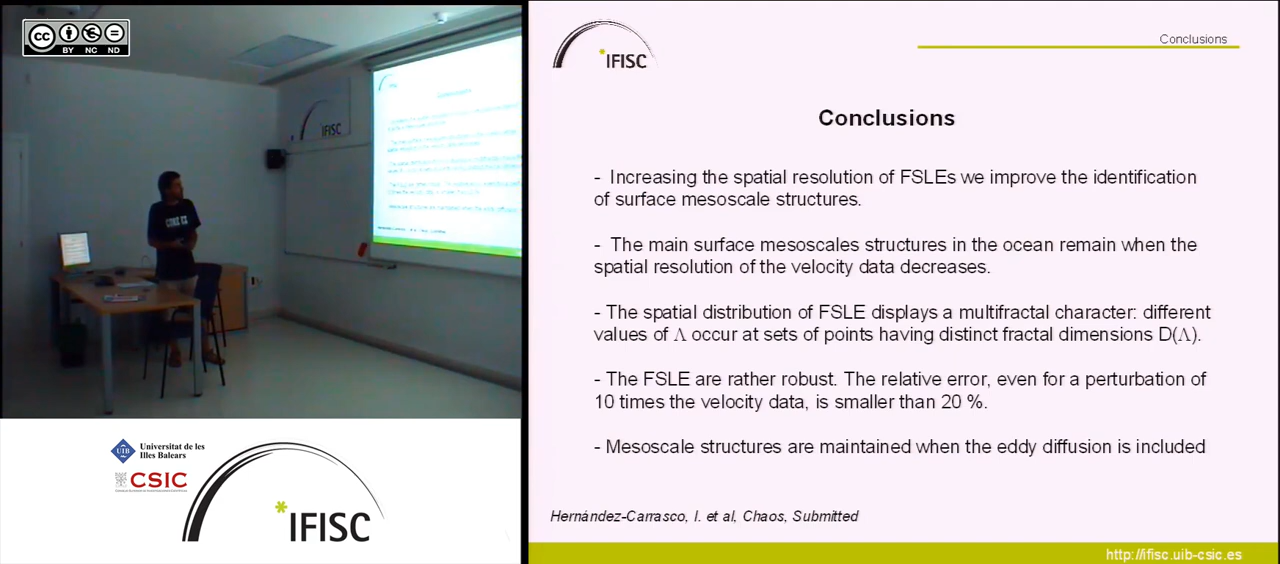 cc
BY NC ND
IFISC
Universitat de les
Illes Balears
CSIC
*IFISC
*IFISC
Conclusions
Conclusions
- Increasing the spatial resolution of FSLEs we improve the identification
of surface mesoscale structures.
- The main surface mesoscales structures in the ocean remain when the
spatial resolution of the velocity data decreases.
- The spatial distribution of FSLE displays a multifractal character: different
values of Λ occur at sets of points having distinct fractal dimensions D(Λ).
- The FSLE are rather robust. The relative error, even for a perturbation of
10 times the velocity data, is smaller than 20 %.
- Mesoscale structures are maintained when the eddy diffusion is included
Hernández-Carrasco, I. et al, Chaos, Submitted
http://ifisc.uib-csic.es